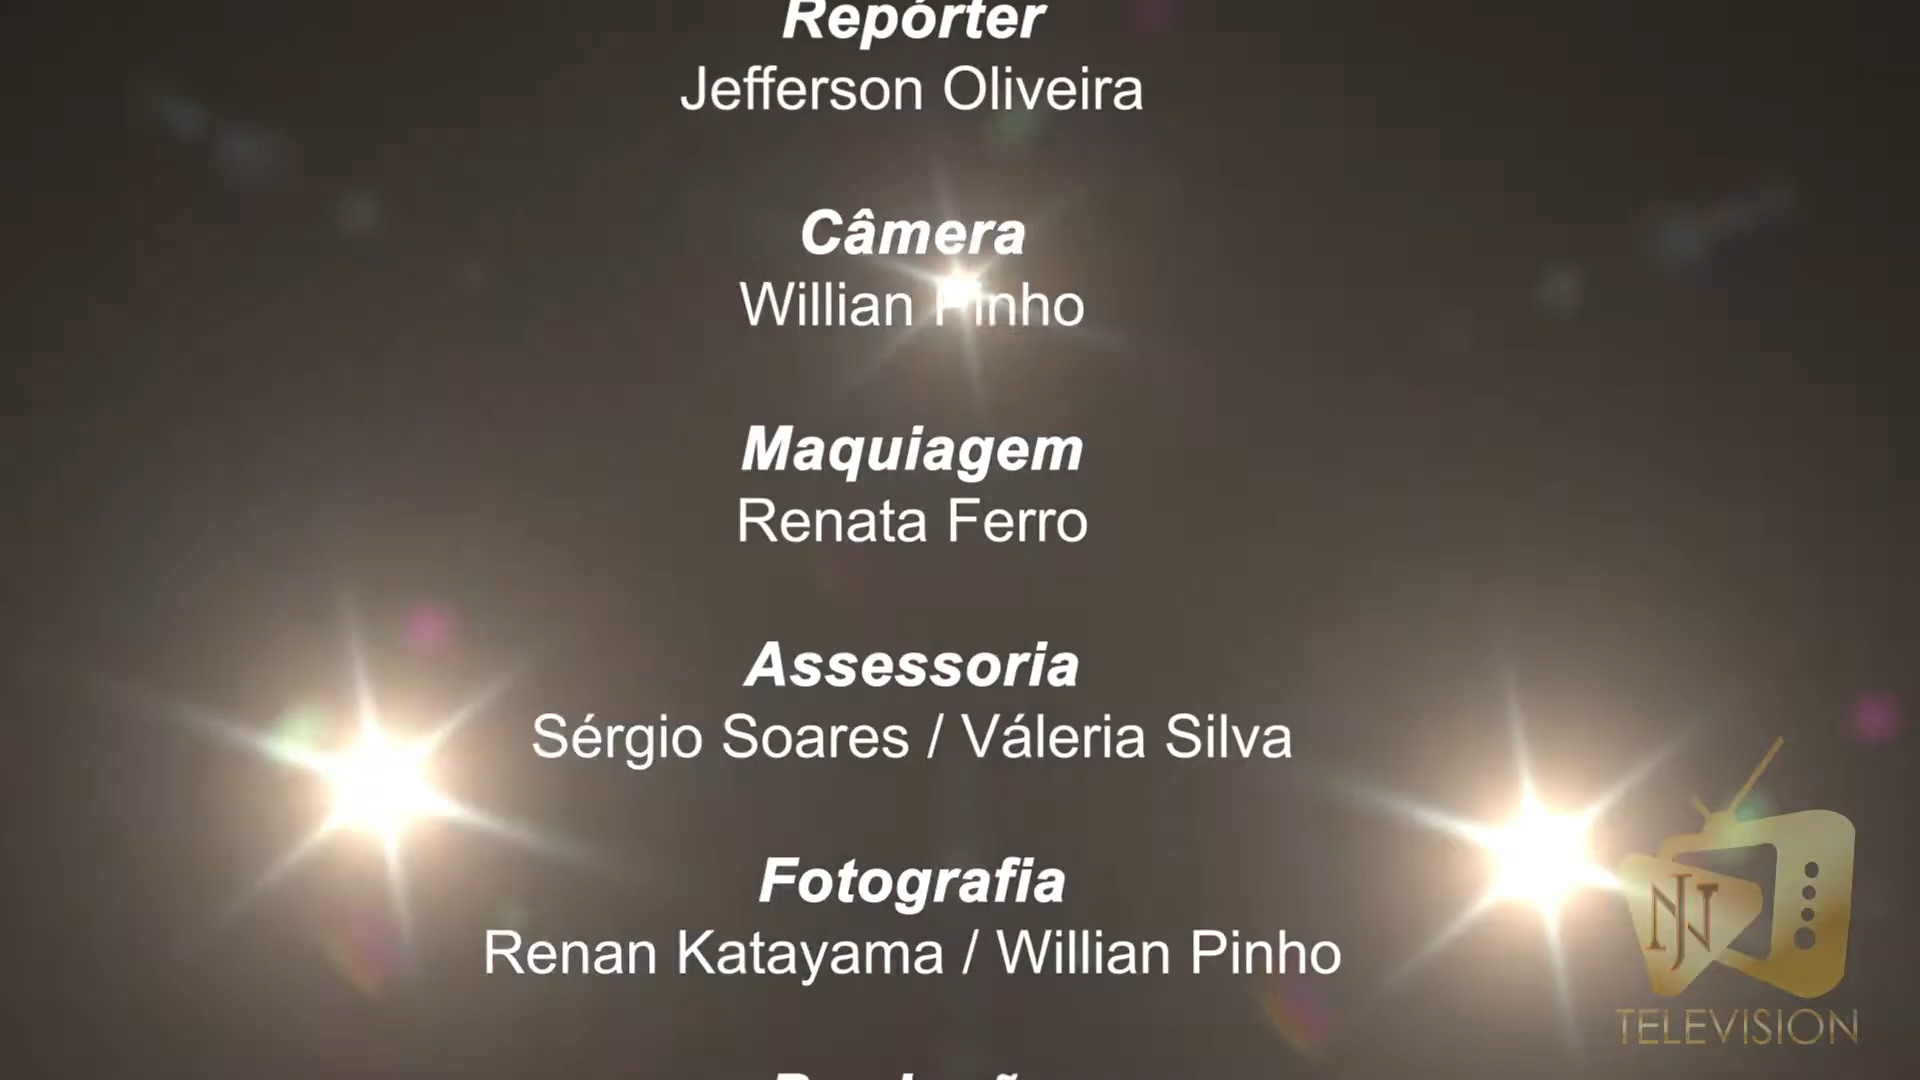 Repórter
Jefferson Oliveira
Câmera
Willian Pinho
Maquiagem
Renata Ferro
Assessoria
Sérgio Soares / Váleria Silva
Fotografia
Renan Katayama / Willian Pinho
TELEVISION